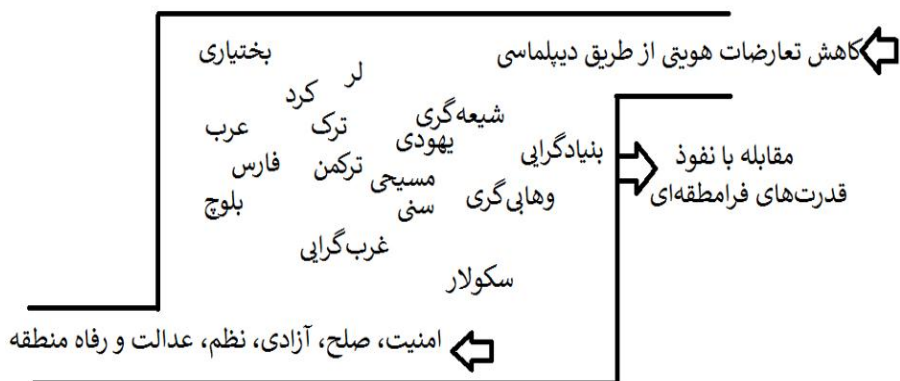 کاهش تعارضات هویتی از طریق دیپلماسی
بختیاری
لر
کرد
شیعه‌گری
ترک
عرب
یهودی
بنیادگرایی
مقابله با نفوذ
قدرت‌های فرامطقه‌ای
فارس
ترکمن
مسیحی
وهابی‌گری
سنی
بلوچ
غرب‌گرایی
سکولار
امنیت، صلح، آزادی، نظم، عدالت و رفاه منطقه